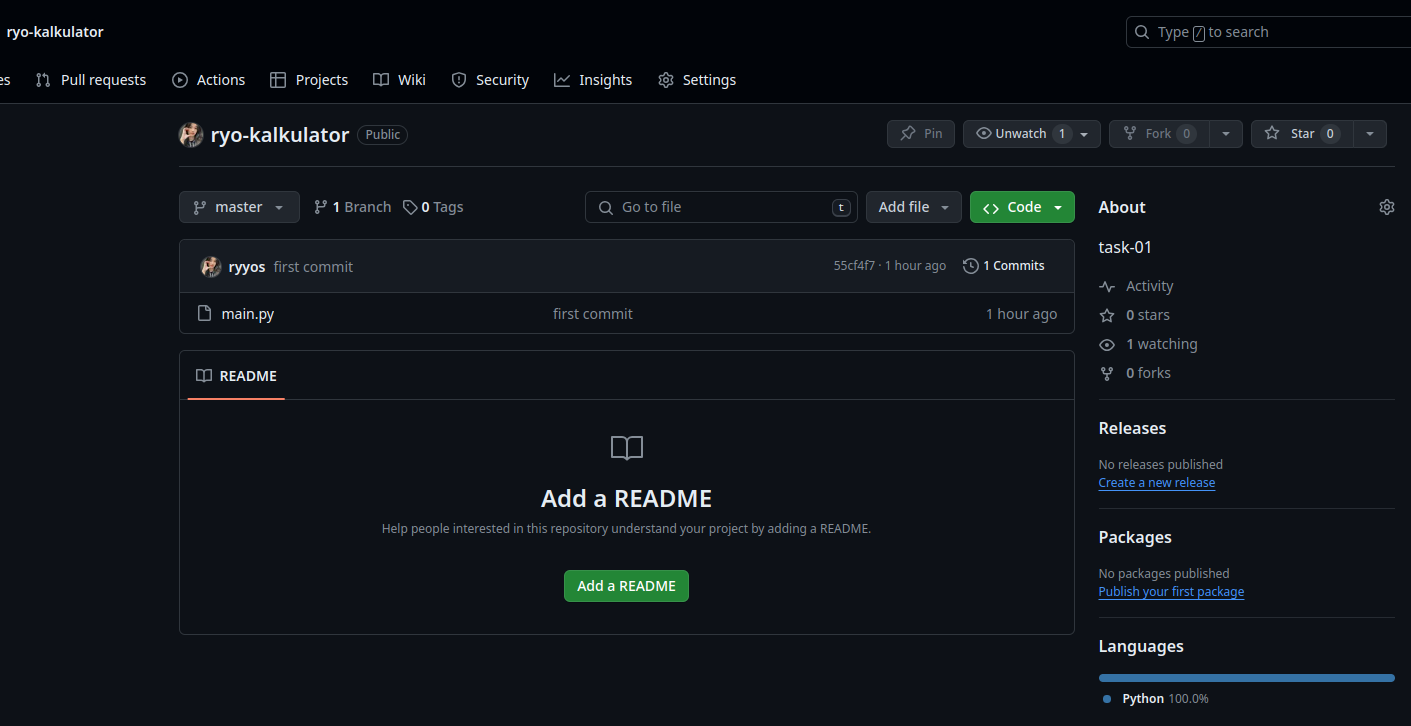 ryo-kalkulator
Type / to search
es Pull requests Actions Projects Wiki Security Insights Settings
ryo-kalkulator Public
Pin Unwatch 1 Fork 0 Star 0
master 1 Branch 0 Tags Go to file t Add file Code
ryyos first commit 55cf4f7 · 1 hour ago 1 Commits
main.py first commit 1 hour ago
README
Add a README
Help people interested in this repository understand your project by adding a README.
Add a README
About
task-01
Activity
0 stars
1 watching
0 forks
Releases
No releases published
Create a new release
Packages
No packages published
Publish your first package
Languages
Python 100.0%